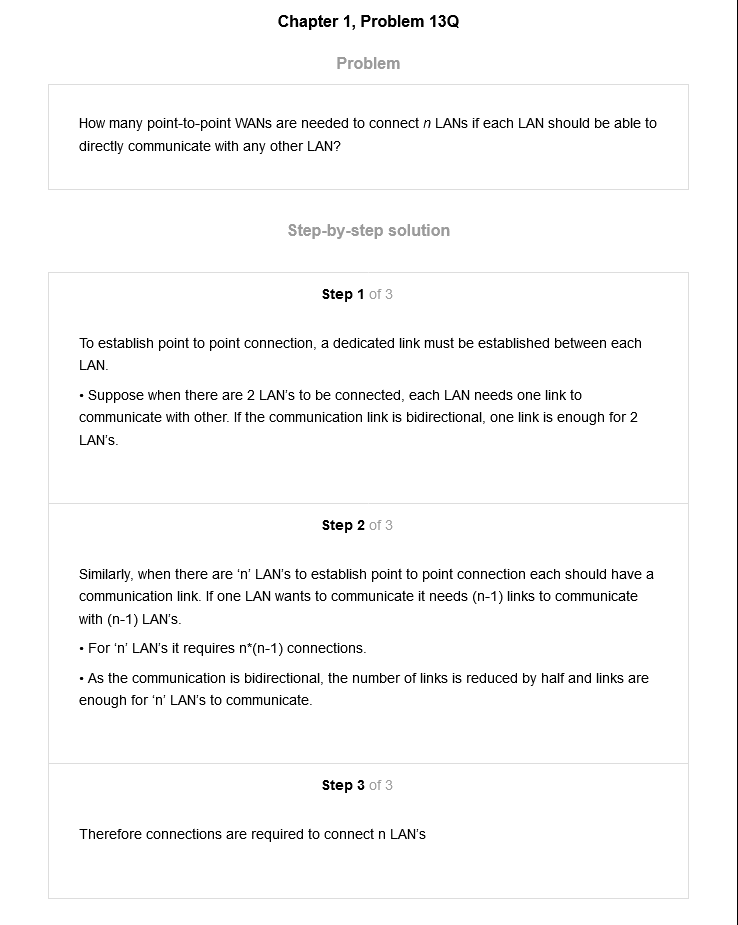 Chapter 1, Problem 13Q
Problem
How many point-to-point WANs are needed to connect n LANs if each LAN should be able to
directly communicate with any other LAN?
Step-by-step solution
Step 1 of 3
To establish point to point connection, a dedicated link must be established between each
LAN.
• Suppose when there are 2 LAN's to be connected, each LAN needs one link to
communicate with other. If the communication link is bidirectional, one link is enough for 2
LAN's.
Step 2 of 3
Similarly, when there are 'n' LAN's to establish point to point connection each should have a
communication link. If one LAN wants to communicate it needs (n-1) links to communicate
with (n-1) LAN's.
• For 'n' LAN's it requires n*(n-1) connections.
• As the communication is bidirectional, the number of links is reduced by half and links are
enough for 'n' LAN's to communicate.
Step 3 of 3
Therefore connections are required to connect n LAN's